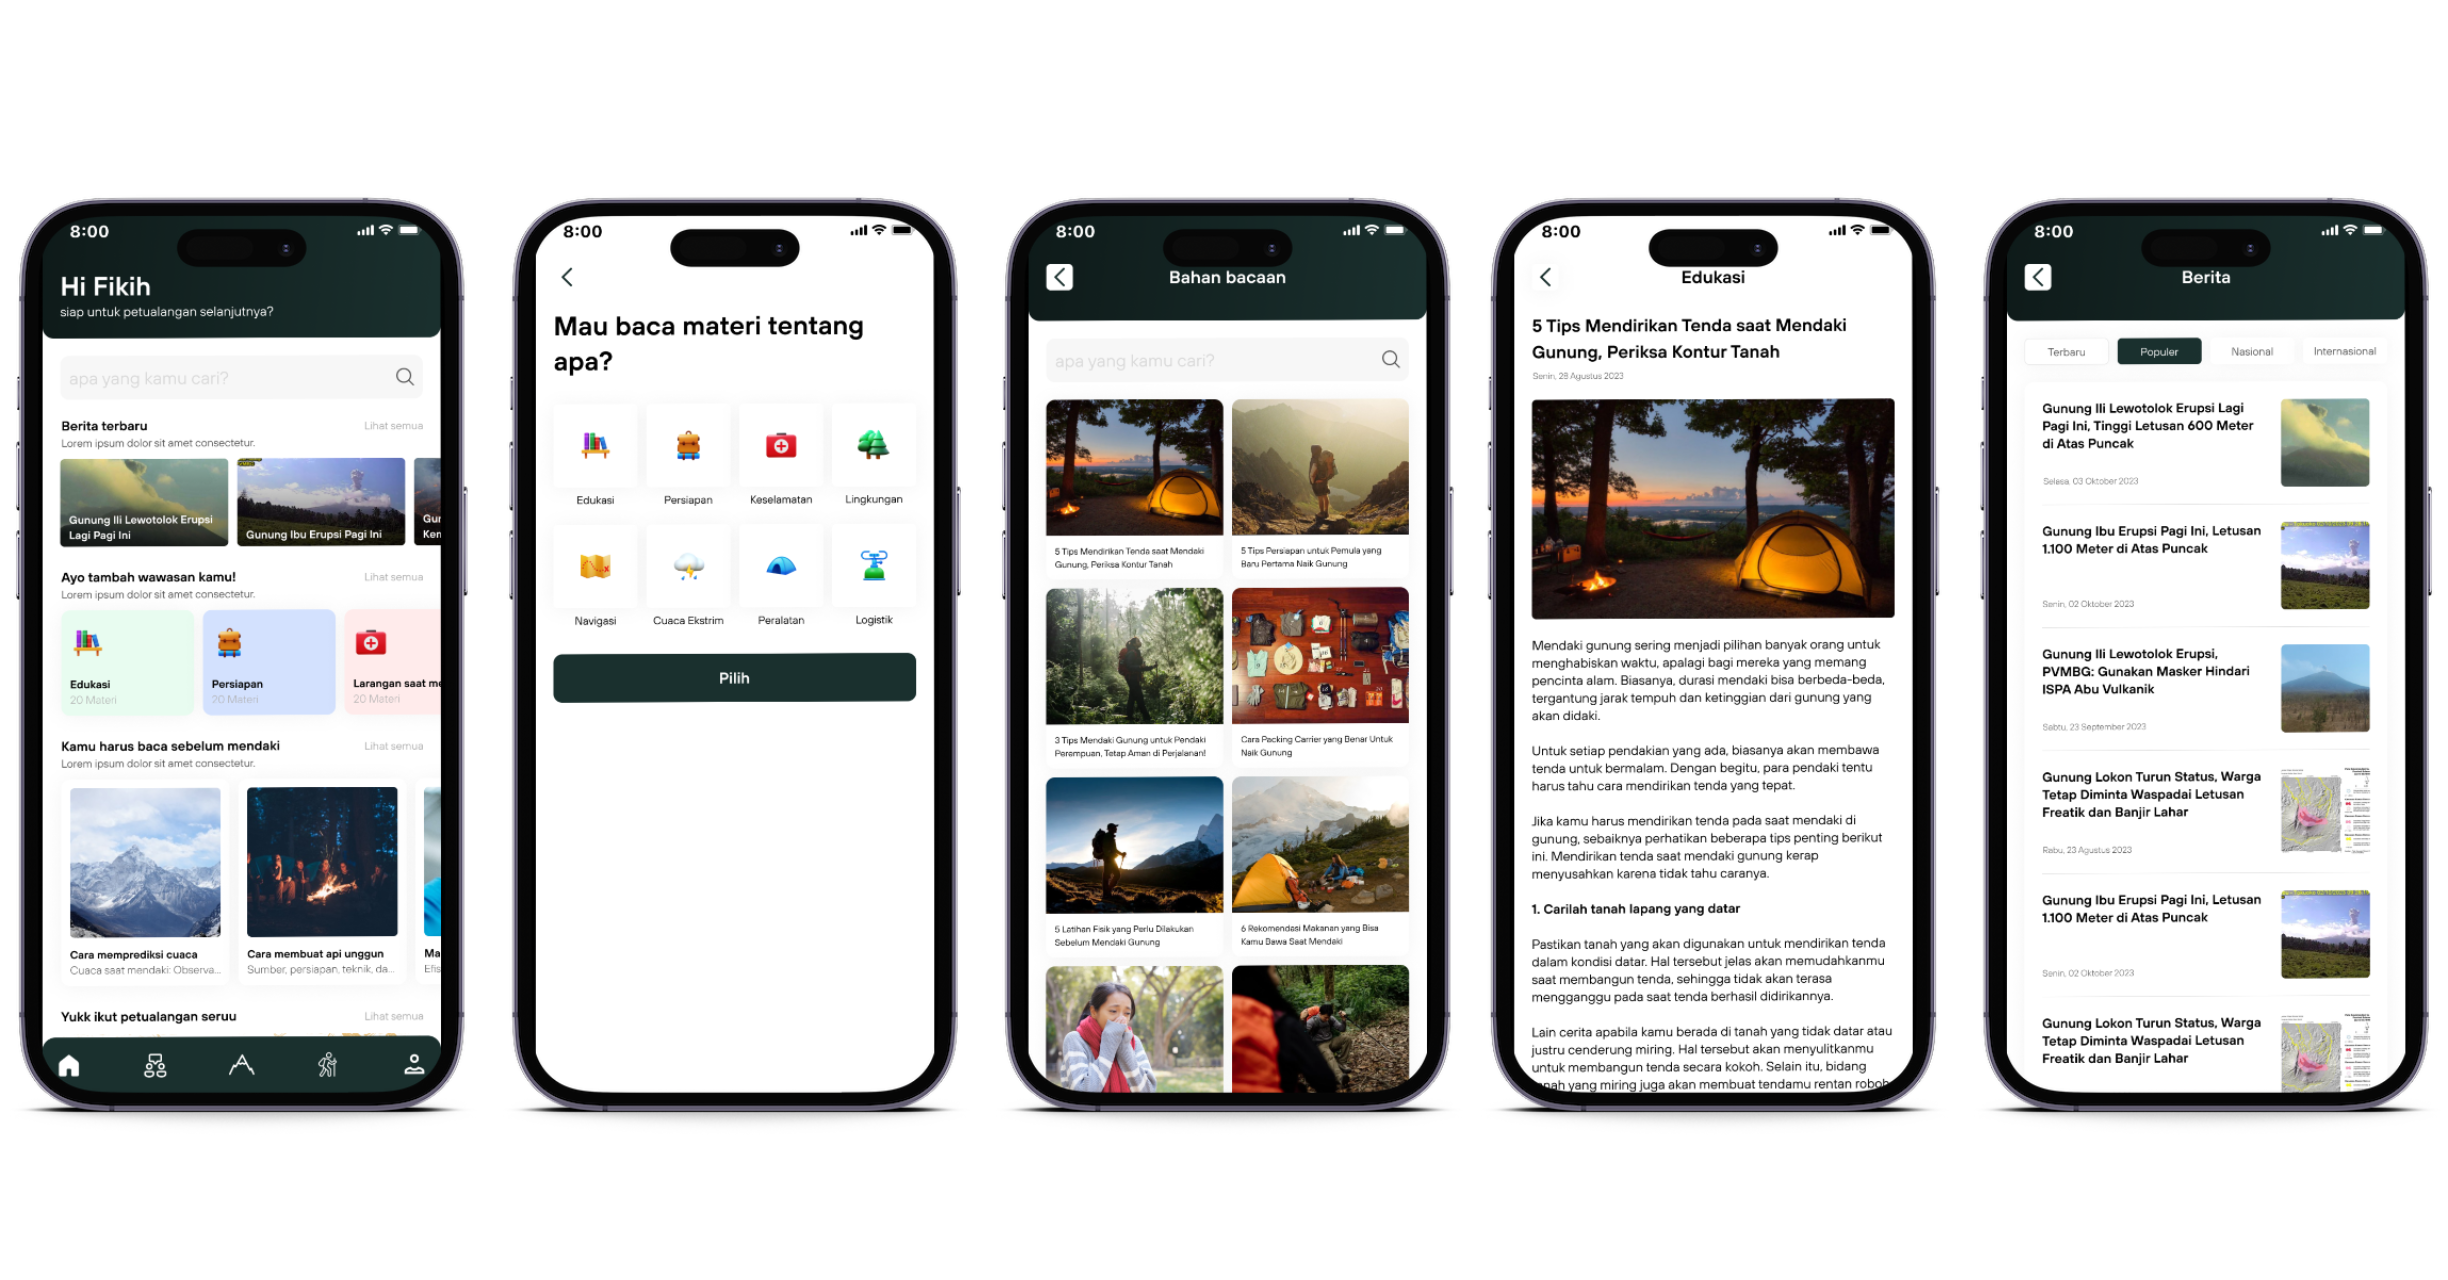 8:00
Hi Fikih
siap untuk petualangan selanjutnya?
apa yang kamu cari?
Berita terbaru
Lihat semua
Lorem ipsum dolor sit amet consectetur.
Gunung Ili Lewotolok Erupsi
Lagi Pagi Ini
Gunung Ibu Erupsi Pagi Ini
Gu
Ken
Ayo tambah wawasan kamu!
Lihat semua
Lorem ipsum dolor sit amet consectetur.
Edukasi
20 Materi
Persiapan
20 Materi
Larangan saat me
20 Materi
Kamu harus baca sebelum mendaki
Lihat semua
Lorem ipsum dolor sit amet consectetur.
Cara memprediksi cuaca
Cuaca saat mendaki: Observa...
Cara membuat api unggun
Sumber, persiapan, teknik, da...
Ma
Efis
Yukk ikut petualangan seruu
Lihat semua
8:00
Mau baca materi tentang
apa?
Edukasi
Persiapan
Keselamatan
Lingkungan
Navigasi
Cuaca Ekstrim
Peralatan
Logistik
Pilih
8:00
Bahan bacaan
apa yang kamu cari?
5 Tips Mendirikan Tenda saat Mendaki
Gunung, Periksa Kontur Tanah
5 Tips Persiapan untuk Pemula yang
Baru Pertama Naik Gunung
3 Tips Mendaki Gunung untuk Pendaki
Perempuan, Tetap Aman di Perjalanan!
Cara Packing Carrier yang Benar Untuk
Naik Gunung
5 Latihan Fisik yang Perlu Dilakukan
Sebelum Mendaki Gunung
6 Rekomendasi Makanan yang Bisa
Kamu Bawa Saat Mendaki
8:00
Edukasi
5 Tips Mendirikan Tenda saat Mendaki
Gunung, Periksa Kontur Tanah
Senin, 28 Agustus 2023
Mendaki gunung sering menjadi pilihan banyak orang untuk
menghabiskan waktu, apalagi bagi mereka yang memang
pencinta alam. Biasanya, durasi mendaki bisa berbeda-beda,
tergantung jarak tempuh dan ketinggian dari gunung yang
akan didaki.
Untuk setiap pendakian yang ada, biasanya akan membawa
tenda untuk bermalam. Dengan begitu, para pendaki tentu
harus tahu cara mendirikan tenda yang tepat.
Jika kamu harus mendirikan tenda pada saat mendaki di
gunung, sebaiknya perhatikan beberapa tips penting berikut
ini. Mendirikan tenda saat mendaki gunung kerap
menyusahkan karena tidak tahu caranya.
1. Carilah tanah lapang yang datar
Pastikan tanah yang akan digunakan untuk mendirikan tenda
dalam kondisi datar. Hal tersebut jelas akan memudahkanmu
saat membangun tenda, sehingga tidak akan terasa
mengganggu pada saat tenda berhasil didirikannya.
Lain cerita apabila kamu berada di tanah yang tidak datar atau
justru cenderung miring. Hal tersebut akan menyulitkanmu
untuk membangun tenda secara kokoh. Selain itu, bidang
tanah yang miring juga akan membuat tendamu rentan roboh
8:00
Berita
Terbaru
Populer
Nasional
Internasional
Gunung Ili Lewotolok Erupsi Lagi
Pagi Ini, Tinggi Letusan 600 Meter
di Atas Puncak
Selasa, 03 Oktober 2023
Gunung Ibu Erupsi Pagi Ini, Letusan
1.100 Meter di Atas Puncak
Senin, 02 Oktober 2023
Gunung Ili Lewotolok Erupsi,
PVMBG: Gunakan Masker Hindari
ISPA Abu Vulkanik
Sabtu, 23 September 2023
Gunung Lokon Turun Status, Warga
Tetap Diminta Waspadai Letusan
Freatik dan Banjir Lahar
Rabu, 23 Agustus 2023
Gunung Ibu Erupsi Pagi Ini, Letusan
1.100 Meter di Atas Puncak
Senin, 02 Oktober 2023
Gunung Lokon Turun Status, Warga
Tetap Diminta Waspadai Letusan
Freatik dan Banjir Lahar